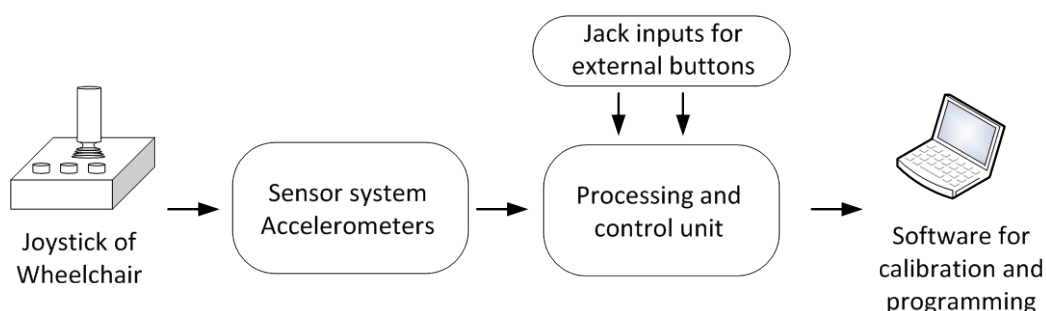 Jack inputs for
external buttons
Joystick of
Wheelchair
Sensor system
Accelerometers
Processing and
control unit
Software for
calibration and
programming